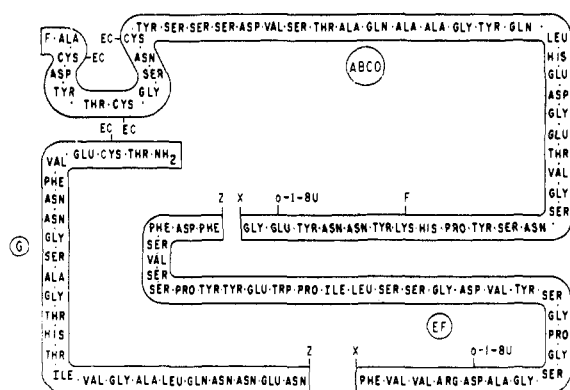 F·ALA
CYS
ASP
TYR
THR·CYS
GLY
SER
ASN
CYS
EC
EC
EC EC
TYR·SER·SER·SER·ASP·VAL·SER·THR·ALA·GLN·ALA·ALA·GLY·TYR·GLN·
LEU
HIS
GLU
ASP
GLY
GLU
THR
VAL
GLY
SER
ABCO
Z X o-1-8U F
PHE·ASP·PHE GLY·GLU·TYR·ASN·ASN·TYR·LYS·HIS·PRO·TYR·SER·ASN
SER
VAL
SER
SER·PRO·TYR·TYR·GLU·TRP·PRO·ILE·LEU·SER·SER·GLY·ASP·VAL·TYR·
SER
GLY
PRO
GLY
SER
EF
Z X o-1-8U
ILE·VAL·GLY·ALA·LEU·GLN·ASN·ASN·GLU·ASN PHE·VAL·VAL·ARG·ASP·ALA·GLY
THR
HIS
THR
GLY
ALA
SER
GLY
ASN
ASN
PHE
VAL
GLU·CYS·THR·NH2
G